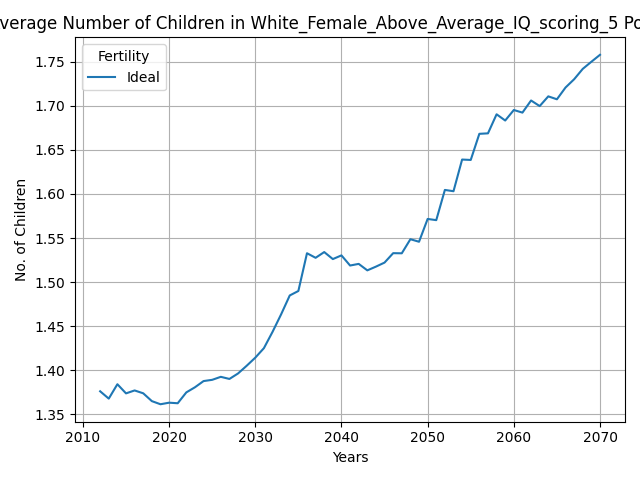 verage Number of Children in White_Female_Above_Average_IQ_scoring_5 Po
Fertility
Ideal
No. of Children
1.75
1.70
1.65
1.60
1.55
1.50
1.45
1.40
1.35
2010 2020 2030 2040 2050 2060 2070
Years